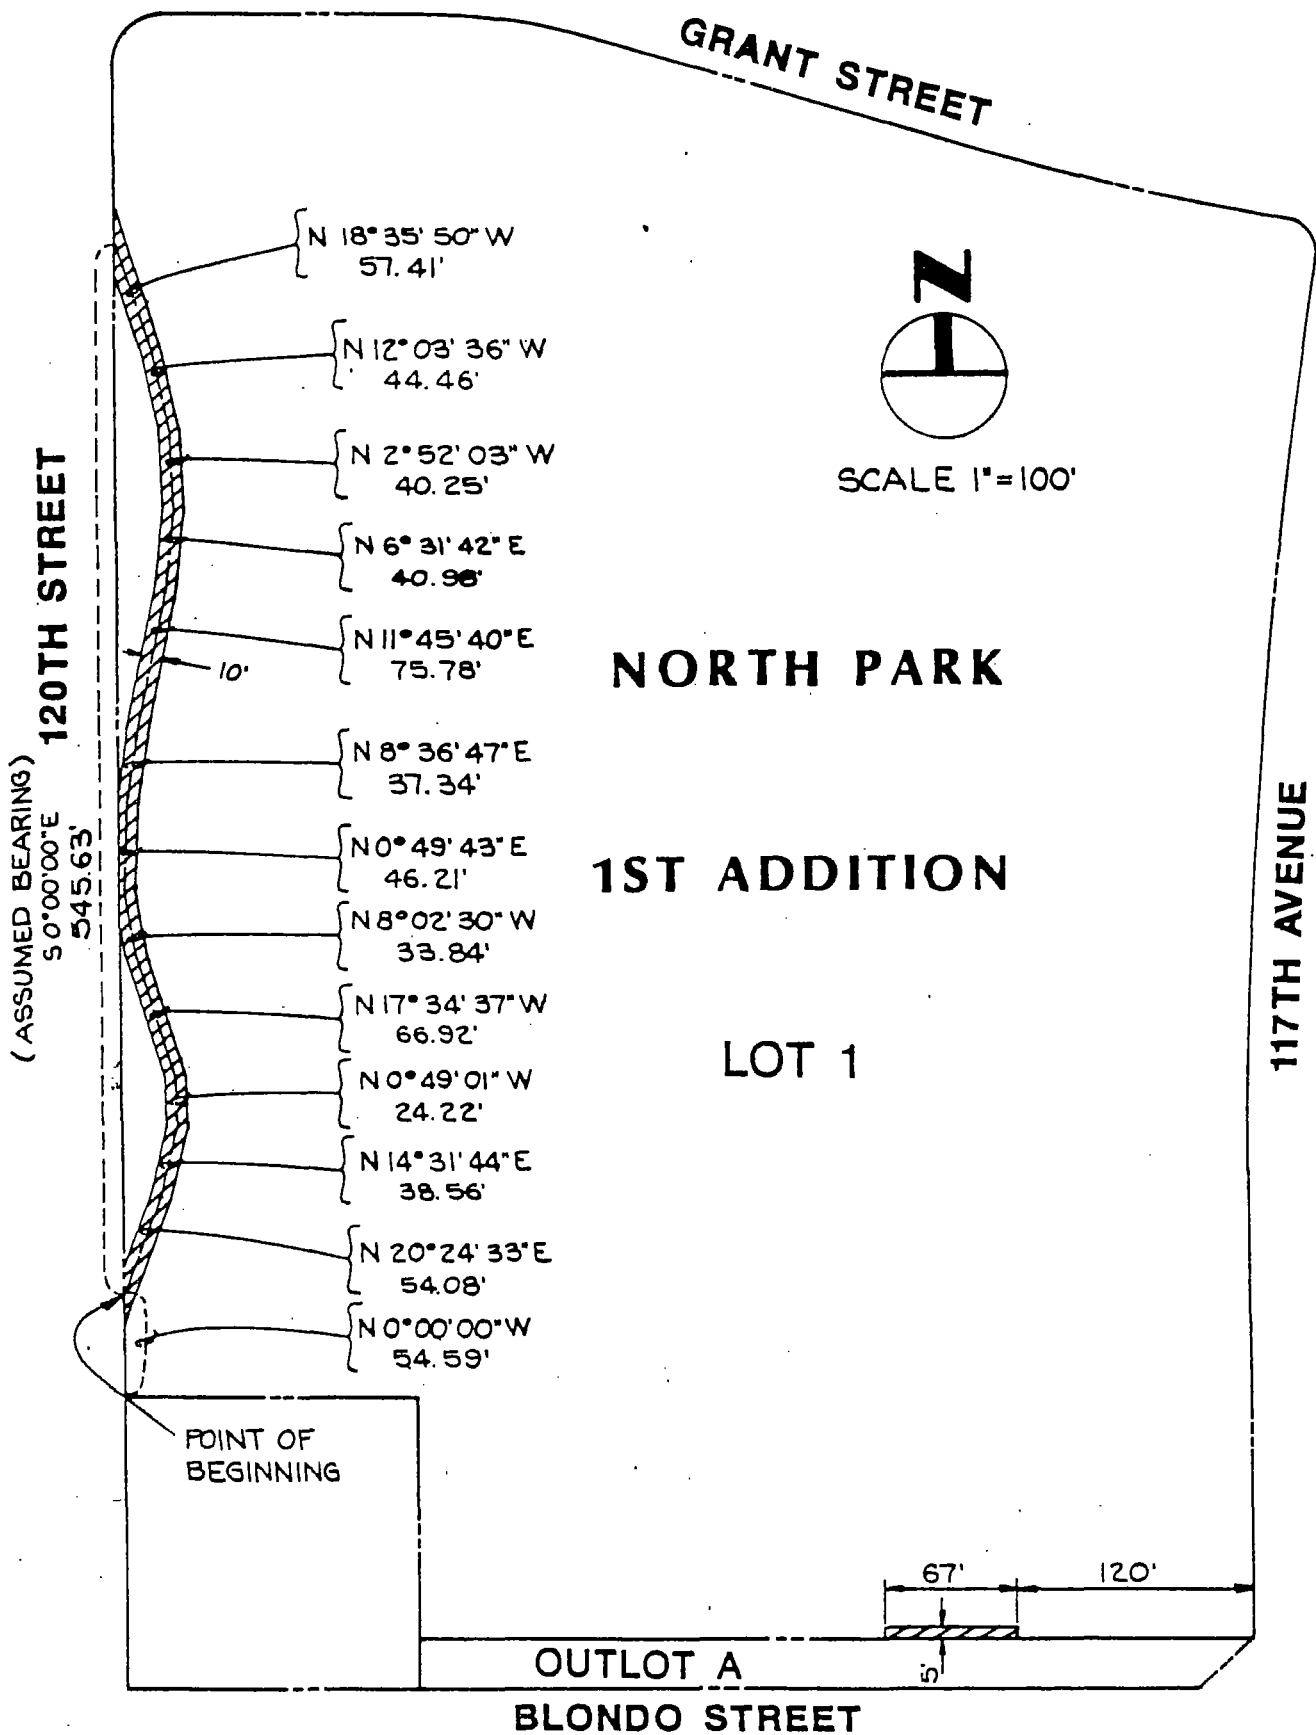 GRANT STREET
N 18° 35' 50" W
57.41'
N
N 12° 03' 36" W
44.46'
N 2° 52' 03" W
40.25'
SCALE 1"=100'
120TH STREET
N 6° 31' 42" E
40.98'
N 11° 45' 40" E
75.78'
10'
NORTH PARK
N 8° 36' 47" E
37.34'
(ASSUMED BEARING)
S 0°00'00"E
545.63'
117TH AVENUE
N 0° 49' 43" E
46.21'
1ST ADDITION
N 8° 02' 30" W
33.84'
N 17° 34' 37" W
66.92'
LOT 1
N 0° 49' 01" W
24.22'
N 14° 31' 44" E
38.56'
N 20° 24' 33" E
54.08'
N 0° 00' 00" W
54.59'
POINT OF
BEGINNING
67'
120'
OUTLOT A
5'
BLONDO STREET